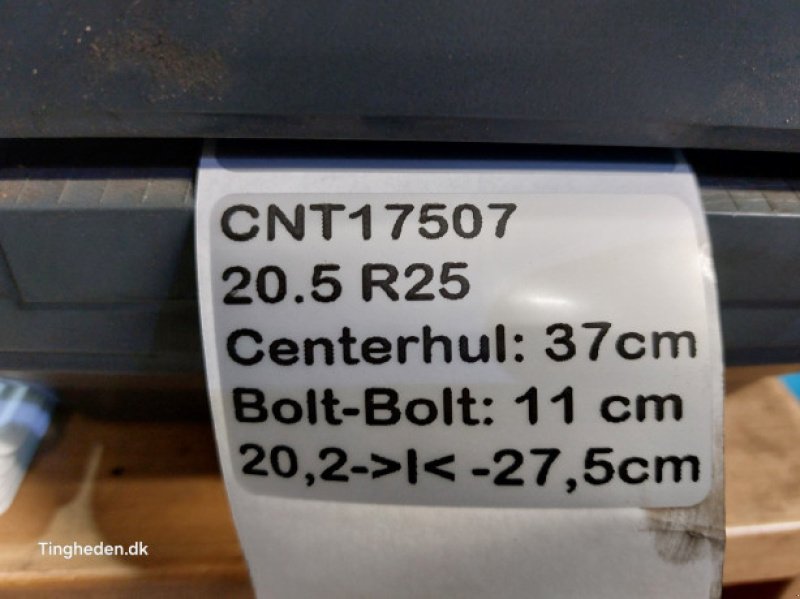 CNT17507
20.5 R25
Centerhul: 37cm
Bolt-Bolt: 11 cm
20,2->|< -27,5cm
Tingheden.dk